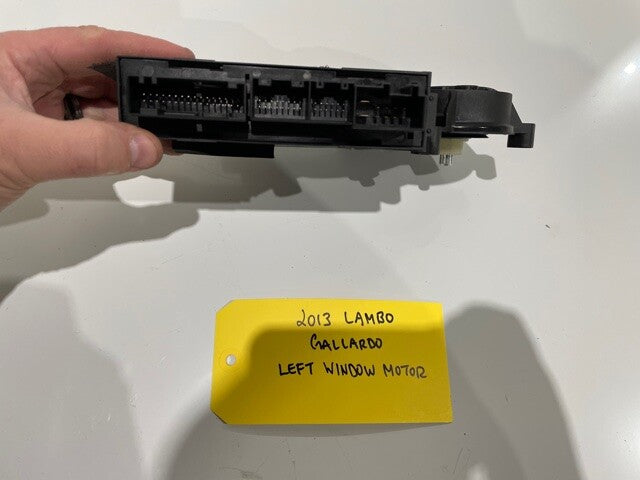 2013 LAMBO
GALLARDO
LEFT WINDOW MOTOR